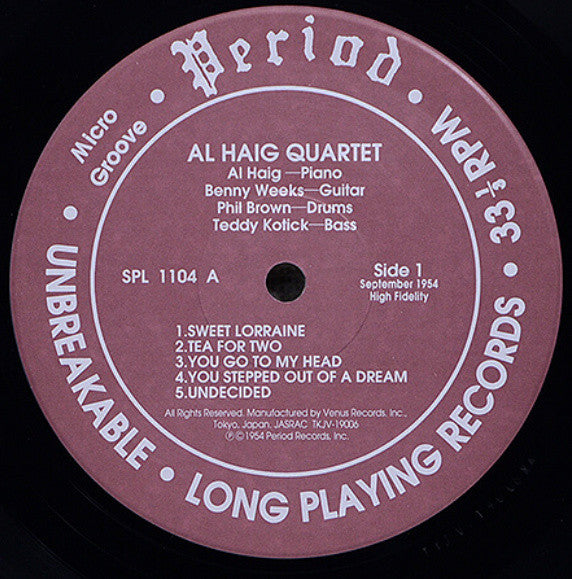 Period
Micro
Groove
33⅓ RPM
AL HAIG QUARTET
Al Haig—Piano
Benny Weeks—Guitar
Phil Brown—Drums
Teddy Kotick—Bass
SPL 1104 A
Side 1
September 1954
High Fidelity
1.SWEET LORRAINE
2.TEA FOR TWO
3.YOU GO TO MY HEAD
4.YOU STEPPED OUT OF A DREAM
5.UNDECIDED
All Rights Reserved. Manufactured by Venus Records. Inc.,
Tokyo. Japan. JASRAC TKJV-19006
℗©1954 Period Records, Inc.
UNBREAKABLE • LONG PLAYING RECORDS